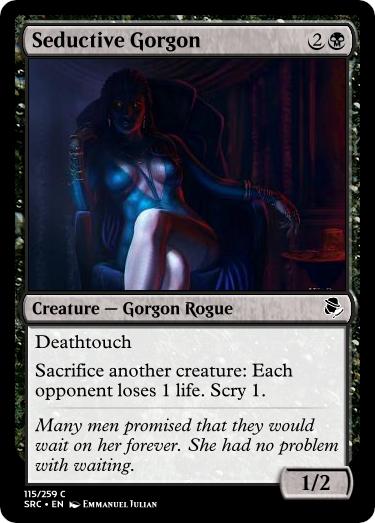 Seductive Gorgon 2
Creature — Gorgon Rogue
Deathtouch
Sacrifice another creature: Each
opponent loses 1 life. Scry 1.
Many men promised that they would
wait on her forever. She had no problem
with waiting.
1/2
115/259 C
SRC • EN Emmanuel Julian